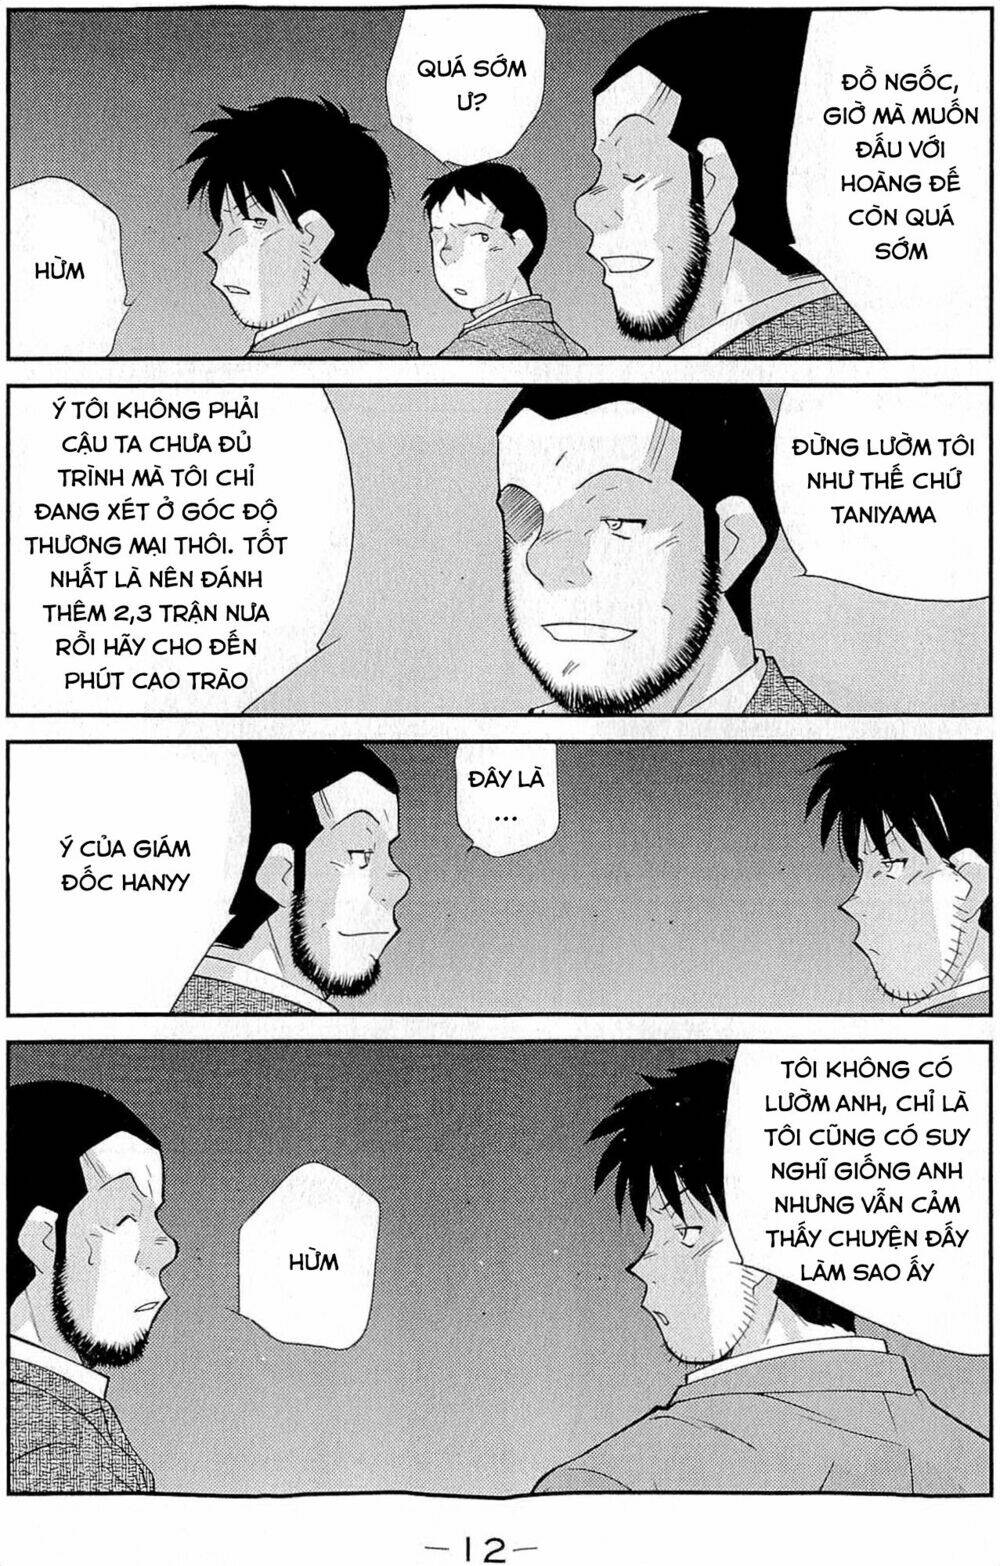 ĐỒ NGỐC,
GIỜ MÀ MUỐN
ĐẤU VỚI
HOÀNG ĐẾ
CÒN QUÁ
SỚM
QUÁ SỚM
Ư?
HỪM
ĐỪNG LƯỜM TÔI
NHƯ THẾ CHỨ
TANIYAMA
Ý TÔI KHÔNG PHẢI
CẬU TA CHƯA ĐỦ
TRÌNH MÀ TÔI CHỈ
ĐANG XÉT Ở GÓC ĐỘ
THƯƠNG MẠI THÔI. TỐT
NHẤT LÀ NÊN ĐÁNH
THÊM 2,3 TRẬN NƯA
RỒI HÃY CHO ĐẾN
PHÚT CAO TRÀO
ĐÂY LÀ
...
Ý CỦA GIÁM
ĐỐC HANYY
TÔI KHÔNG CÓ
LƯỜM ANH, CHỈ LÀ
TÔI CŨNG CÓ SUY
NGHĨ GIỐNG ANH
NHƯNG VẪN CẢM
THẤY CHUYỆN ĐẤY
LÀM SAO ẤY
HỪM
-12-